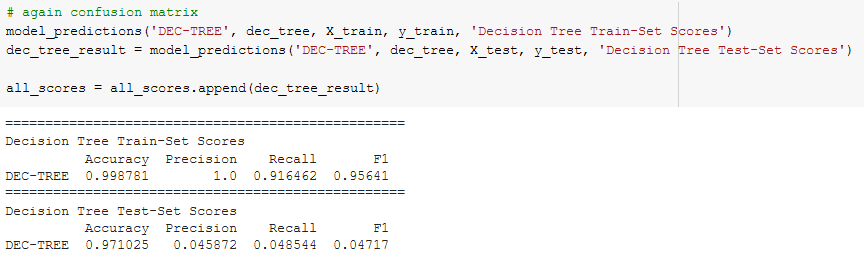 # again confusion matrix
model_predictions('DEC-TREE', dec_tree, X_train, y_train, 'Decision Tree Train-Set Scores')
dec_tree_result = model_predictions('DEC-TREE', dec_tree, X_test, y_test, 'Decision Tree Test-Set Scores')
all_scores = all_scores.append(dec_tree_result)
==================================================
Decision Tree Train-Set Scores
Accuracy Precision Recall F1
DEC-TREE 0.998781 1.0 0.916462 0.95641
==================================================
Decision Tree Test-Set Scores
Accuracy Precision Recall F1
DEC-TREE 0.971025 0.045872 0.048544 0.04717